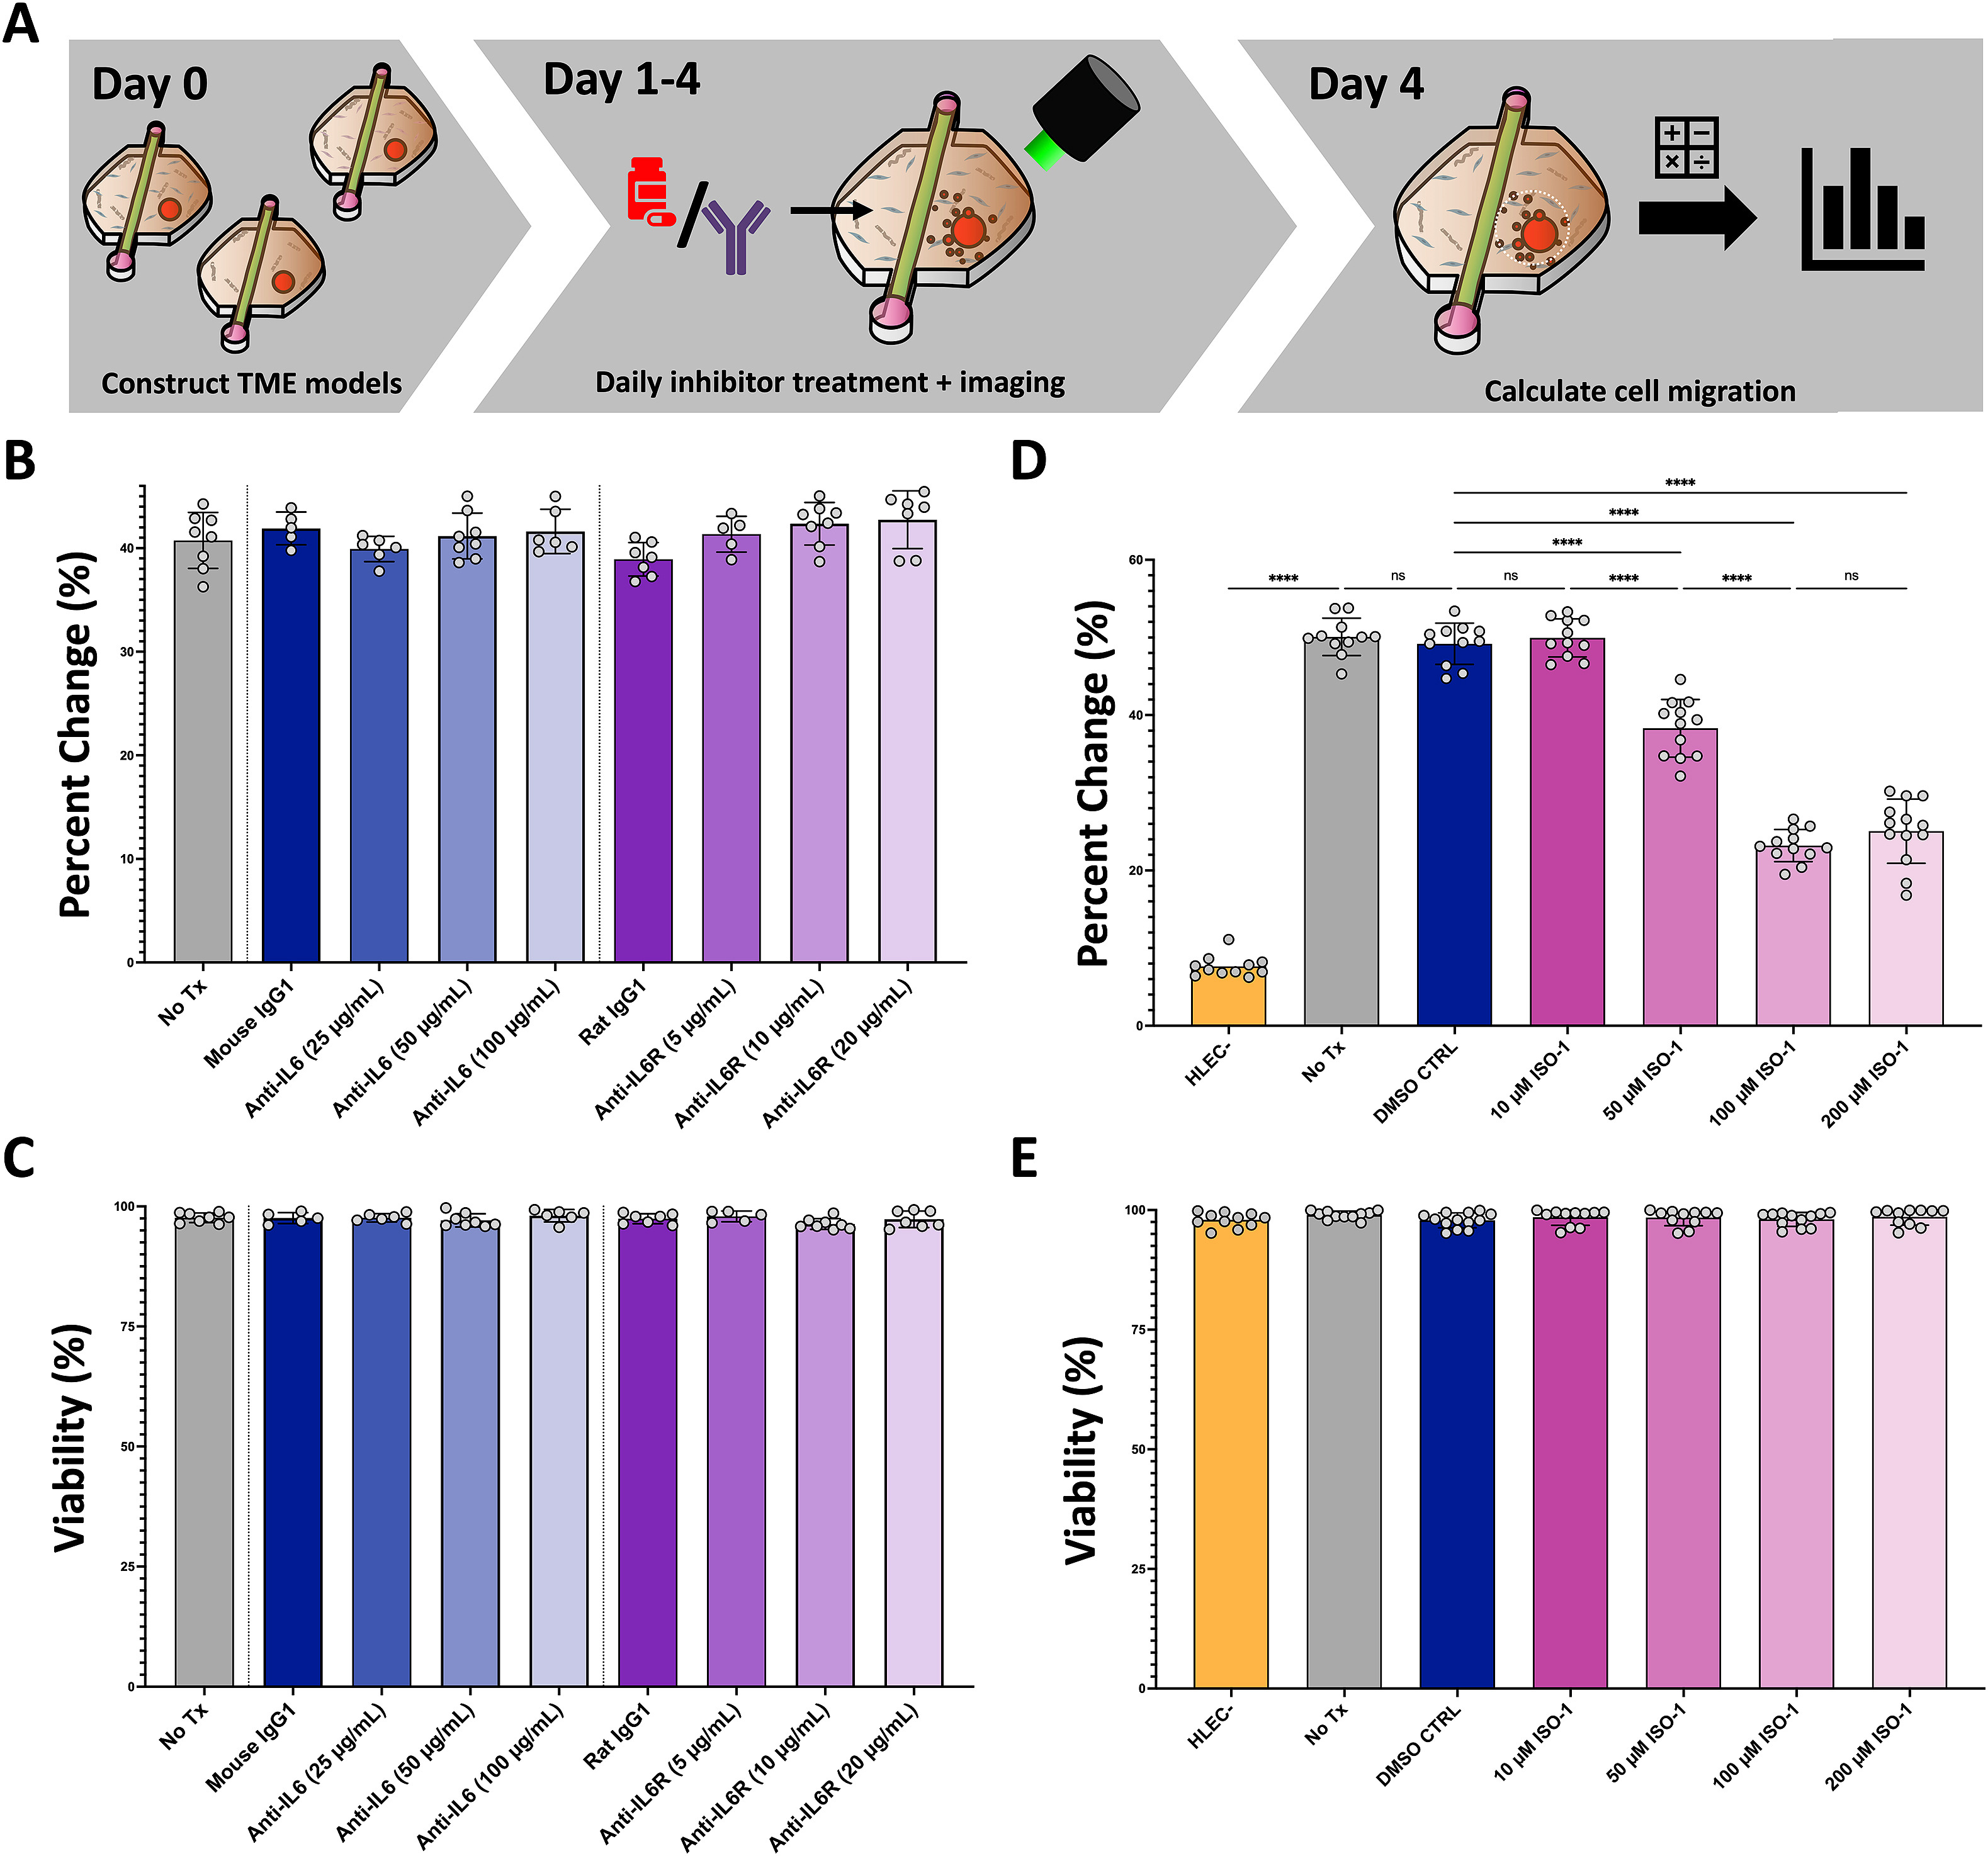 A
Day 0
Construct TME models
Day 1-4
Daily inhibitor treatment + imaging
Day 4
+ −
× ÷
Calculate cell migration
B
Percent Change (%)
40
30
20
10
0
No Tx
Mouse IgG1
Anti-IL6 (25 µg/mL)
Anti-IL6 (50 µg/mL)
Anti-IL6 (100 µg/mL)
Rat IgG1
Anti-IL6R (5 µg/mL)
Anti-IL6R (10 µg/mL)
Anti-IL6R (20 µg/mL)
C
Viability (%)
100
75
50
25
0
No Tx
Mouse IgG1
Anti-IL6 (25 µg/mL)
Anti-IL6 (50 µg/mL)
Anti-IL6 (100 µg/mL)
Rat IgG1
Anti-IL6R (5 µg/mL)
Anti-IL6R (10 µg/mL)
Anti-IL6R (20 µg/mL)
D
Percent Change (%)
****
****
****
**** ns ns **** **** ns
60
40
20
0
HLEC-
No Tx
DMSO CTRL
10 µM ISO-1
50 µM ISO-1
100 µM ISO-1
200 µM ISO-1
E
Viability (%)
100
75
50
25
0
HLEC-
No Tx
DMSO CTRL
10 µM ISO-1
50 µM ISO-1
100 µM ISO-1
200 µM ISO-1